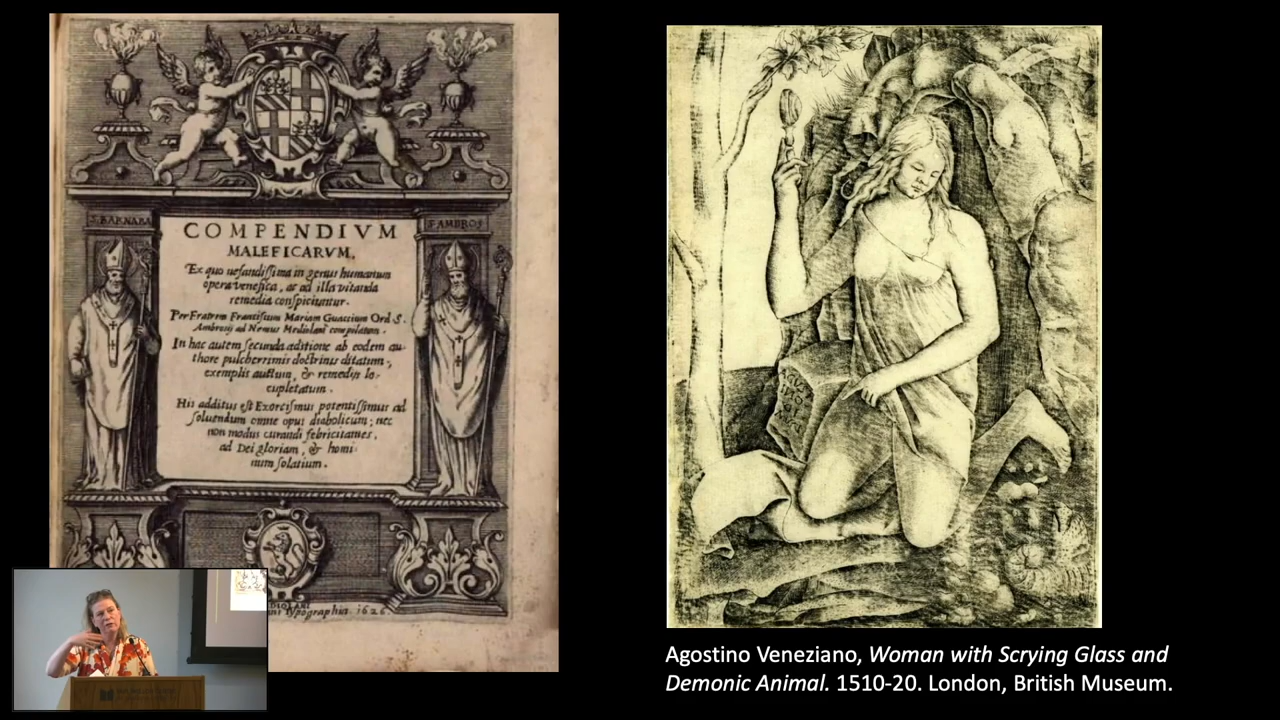 S. BARNABA
S. AMBROS
COMPENDIVM
MALEFICARVM,
Ex quo nefandissima in genus humanum
opera venefica, ac ad illa vitanda
remedia conspiciuntur.
Per Fratrem Franciscum Mariam Guaccium Ord. S.
Ambrosij ad Nemus Mediolani compilatum.
In hac autem secunda aditione ab eodem au-
thore pulcherrimis doctrinis ditatum,
exemplis auctum, & remedijs lo-
cupletatum.
His additus est Exorcismus potentissimus ad
soluendum omne opus diabolicum; nec
non modus curandi febricitantes,
ad Dei gloriam, & homi-
num solatium.
Typographia. 1626
Agostino Veneziano, Woman with Scrying Glass and
Demonic Animal. 1510-20. London, British Museum.